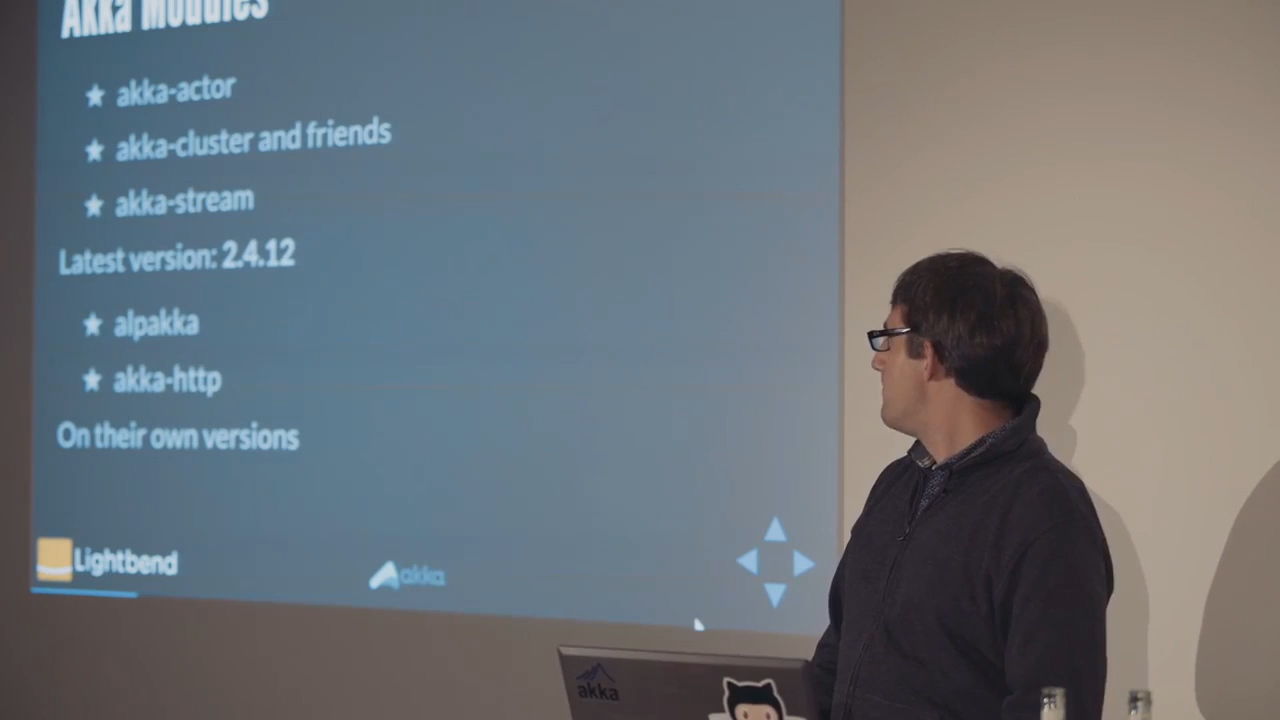 Akka Modules
★ akka-actor
★ akka-cluster and friends
★ akka-stream
Latest version: 2.4.12
★ alpakka
★ akka-http
On their own versions
Lightbend
akka
akka